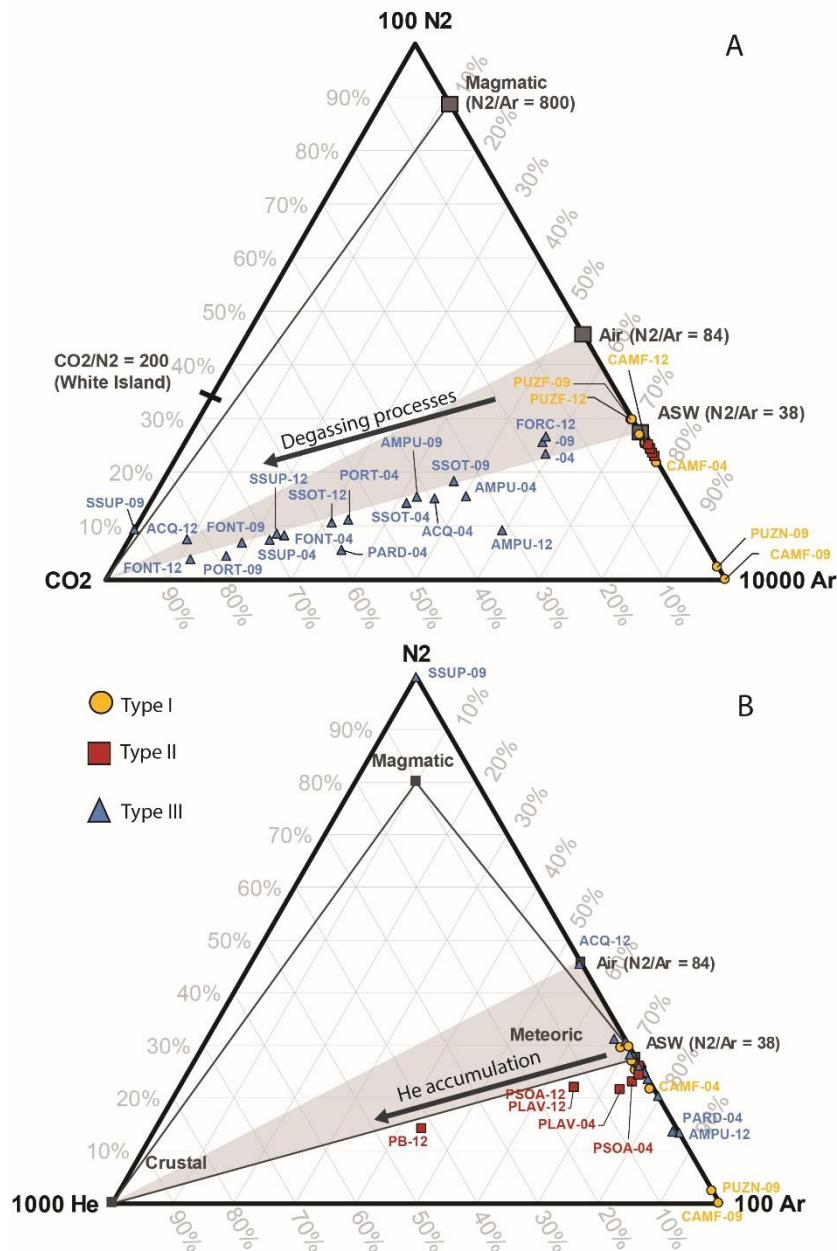 100 N2
A
10%
Magmatic
(N2/Ar = 800)
90%
20%
80%
30%
70%
40%
60%
50%
50%
Air (N2/Ar = 84)
60%
CAMF-12
CO2/N2 = 200
(White Island)
40%
PUZF-09
PUZF-12
70%
ASW (N2/Ar = 38)
30%
Degassing processes
FORC-12
-09
-04
80%
CAMF-04
AMPU-09
SSOT-09
20%
SSUP-12
PORT-04
SSOT-12
AMPU-04
90%
SSUP-09
10%
ACQ-12
FONT-09
SSOT-04
ACQ-04
FONT-04
SSUP-04
PARD-04
AMPU-12
PUZN-09
FONT-12
PORT-09
CAMF-09
CO2
10000 Ar
90%
80%
70%
60%
50%
40%
30%
20%
10%
N2
SSUP-09
B
Type I
10%
90%
Type II
Magmatic
20%
80%
Type III
30%
70%
40%
60%
50%
50%
ACQ-12
Air (N2/Ar = 84)
60%
40%
70%
Meteoric
ASW (N2/Ar = 38)
30%
He accumulation
80%
CAMF-04
PSOA-12
PLAV-12
20%
PLAV-04
PARD-04
90%
AMPU-12
PSOA-04
PB-12
10%
Crustal
PUZN-09
1000 He
100 Ar
CAMF-09
90%
80%
70%
60%
50%
40%
30%
20%
10%